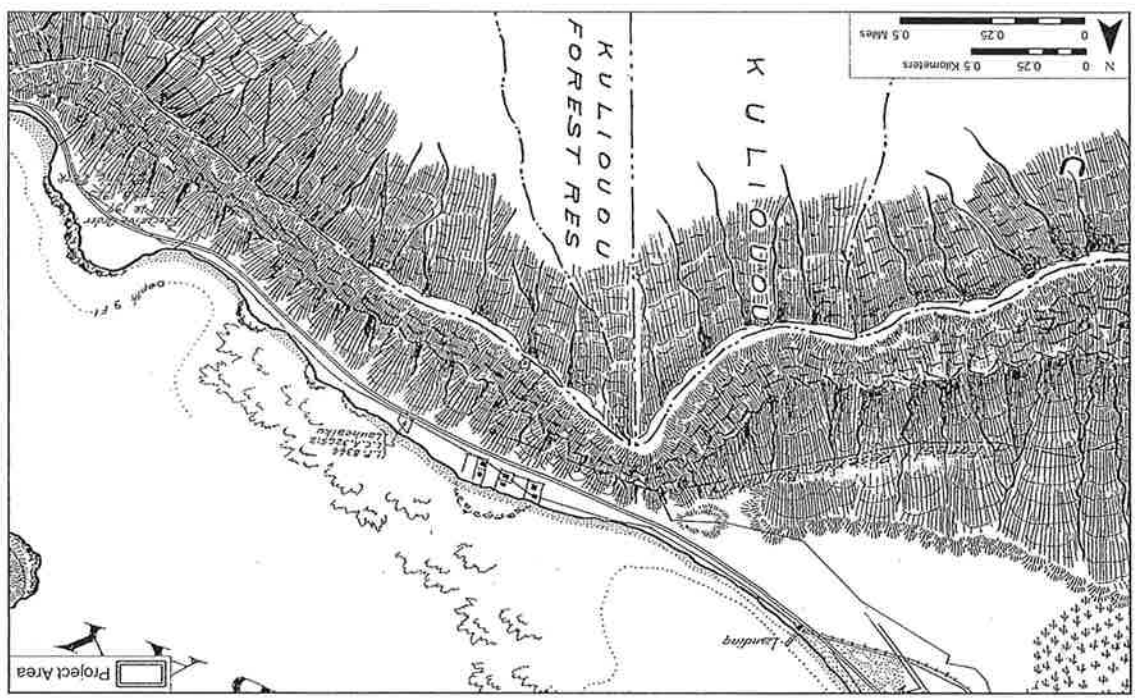 Project Area
Landing
Depth 9 Ft
L.C.A.
KULIOUOU
KULIOUOU
FOREST RES
N
0 0.25 0.5 Kilometers
0 0.25 0.5 Miles